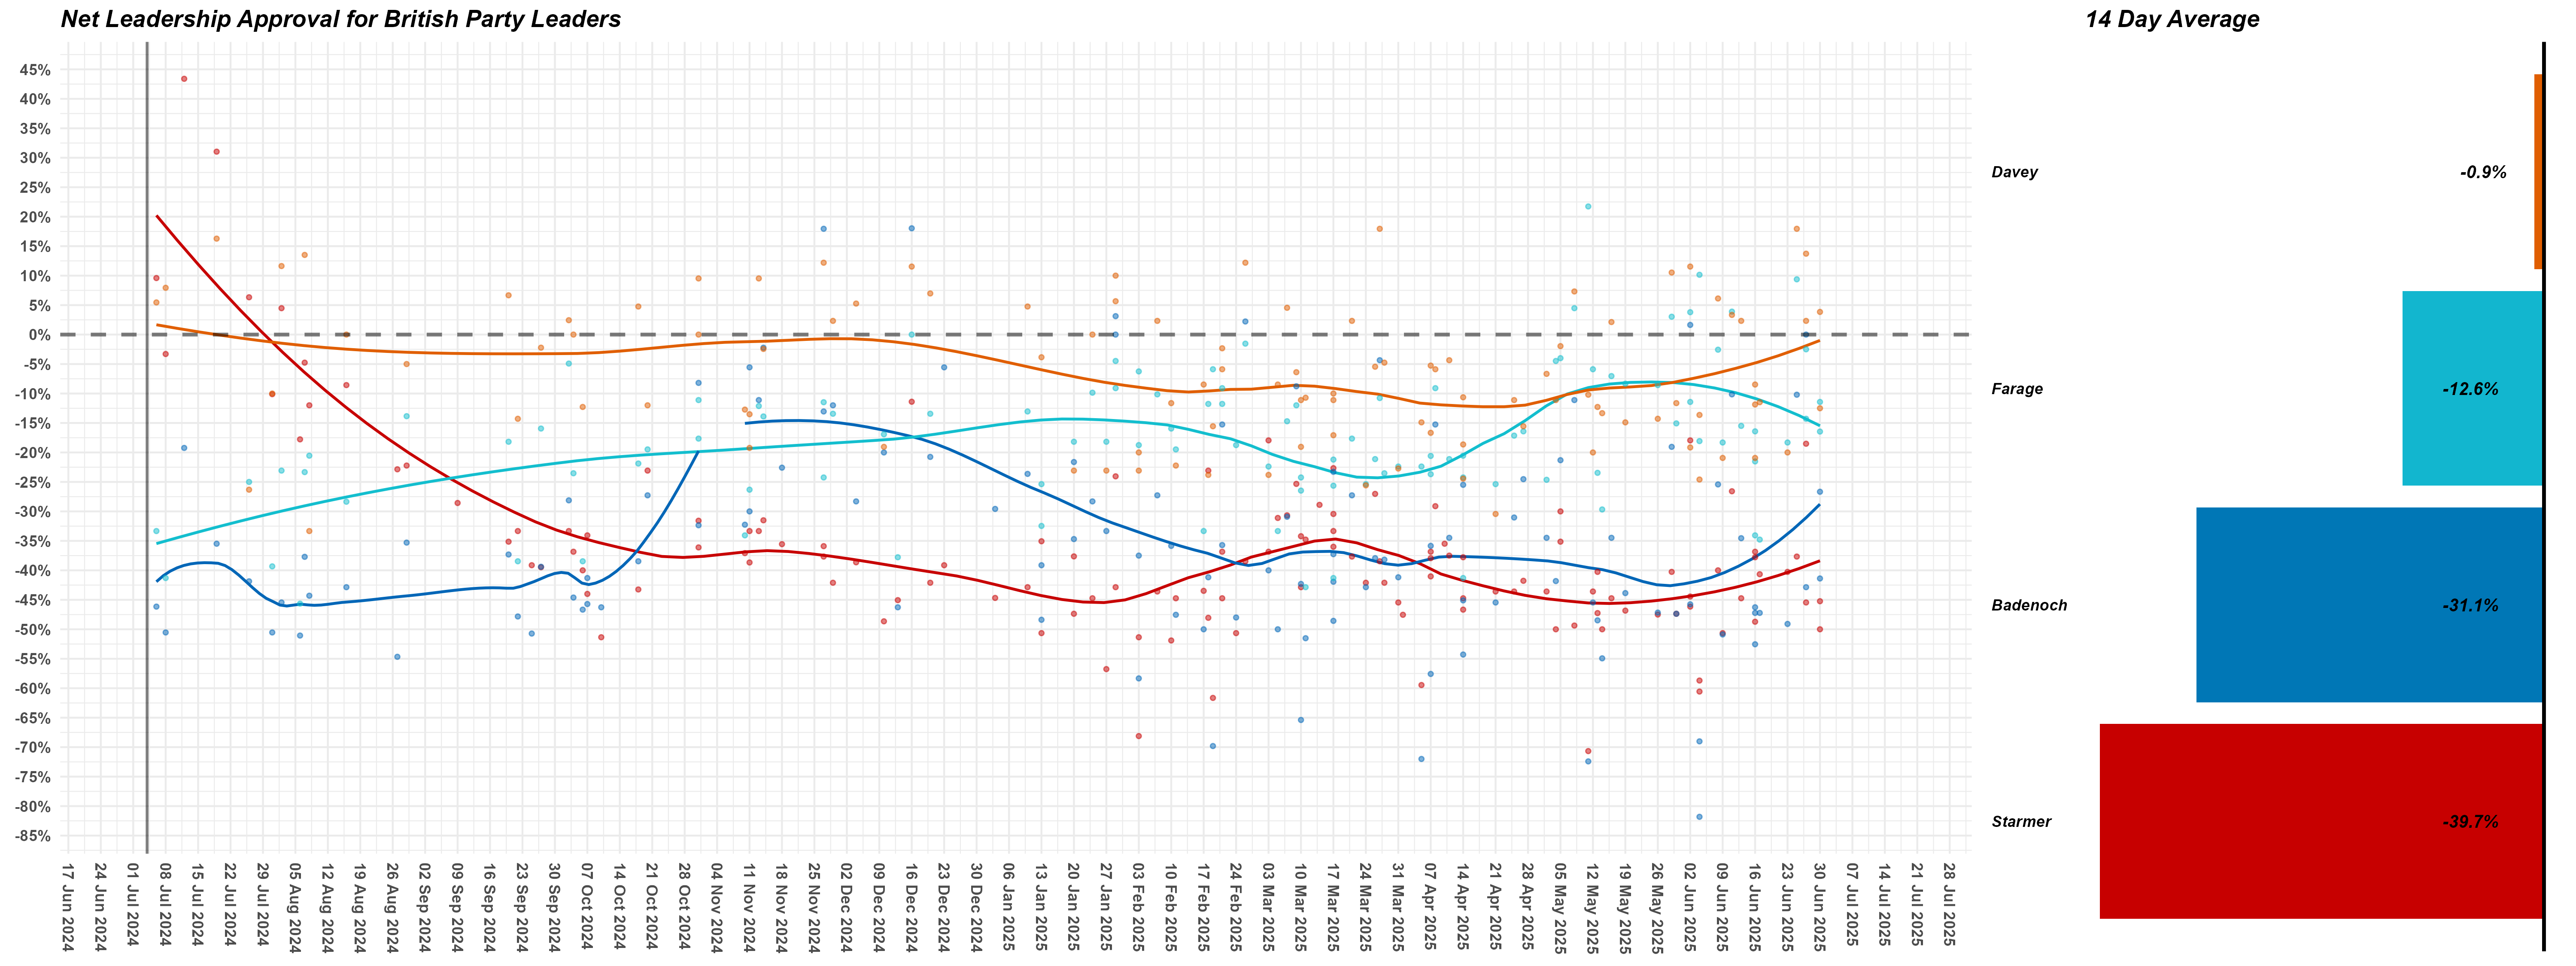 Net Leadership Approval for British Party Leaders
14 Day Average
45%
40%
35%
30%
25%
20%
15%
10%
5%
0%
-5%
-10%
-15%
-20%
-25%
-30%
-35%
-40%
-45%
-50%
-55%
-60%
-65%
-70%
-75%
-80%
-85%
17 Jun 2024
24 Jun 2024
01 Jul 2024
08 Jul 2024
15 Jul 2024
22 Jul 2024
29 Jul 2024
05 Aug 2024
12 Aug 2024
19 Aug 2024
26 Aug 2024
02 Sep 2024
09 Sep 2024
16 Sep 2024
23 Sep 2024
30 Sep 2024
07 Oct 2024
14 Oct 2024
21 Oct 2024
28 Oct 2024
04 Nov 2024
11 Nov 2024
18 Nov 2024
25 Nov 2024
02 Dec 2024
09 Dec 2024
16 Dec 2024
23 Dec 2024
30 Dec 2024
06 Jan 2025
13 Jan 2025
20 Jan 2025
27 Jan 2025
03 Feb 2025
10 Feb 2025
17 Feb 2025
24 Feb 2025
03 Mar 2025
10 Mar 2025
17 Mar 2025
24 Mar 2025
31 Mar 2025
07 Apr 2025
14 Apr 2025
21 Apr 2025
28 Apr 2025
05 May 2025
12 May 2025
19 May 2025
26 May 2025
02 Jun 2025
09 Jun 2025
16 Jun 2025
23 Jun 2025
30 Jun 2025
07 Jul 2025
14 Jul 2025
21 Jul 2025
28 Jul 2025
Davey
-0.9%
Farage
-12.6%
Badenoch
-31.1%
Starmer
-39.7%